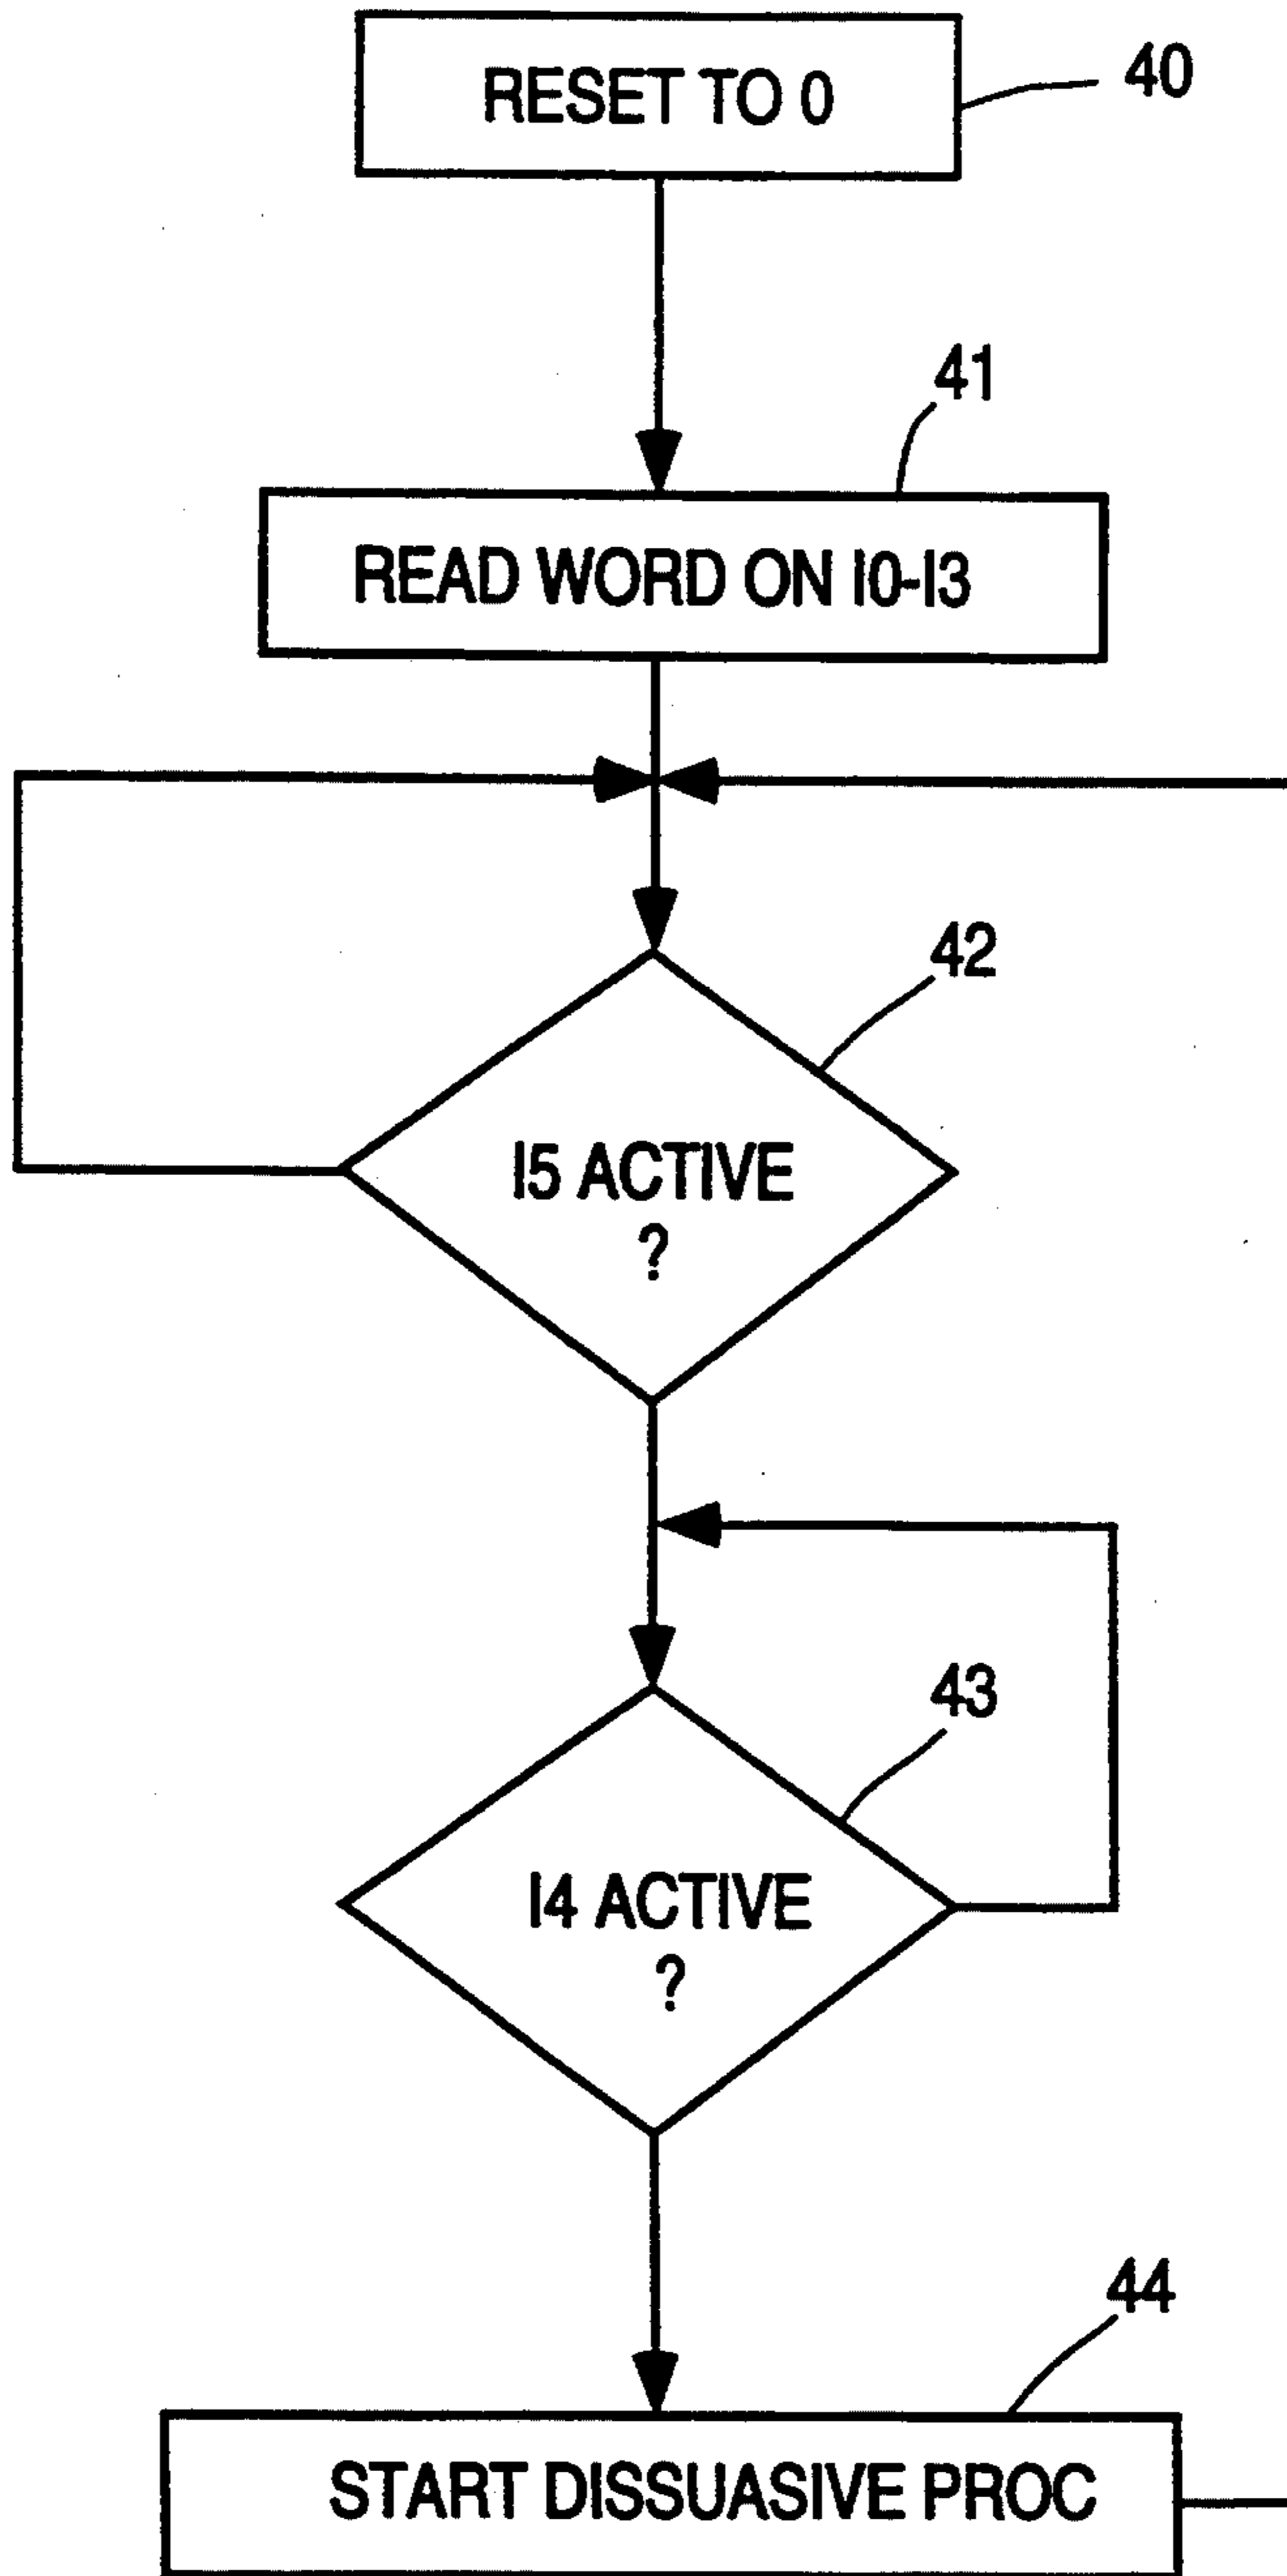 RESET TO 0
40
41
READ WORD ON I0-I3
42
I5 ACTIVE
?
43
I4 ACTIVE
?
44
START DISSUASIVE PROC